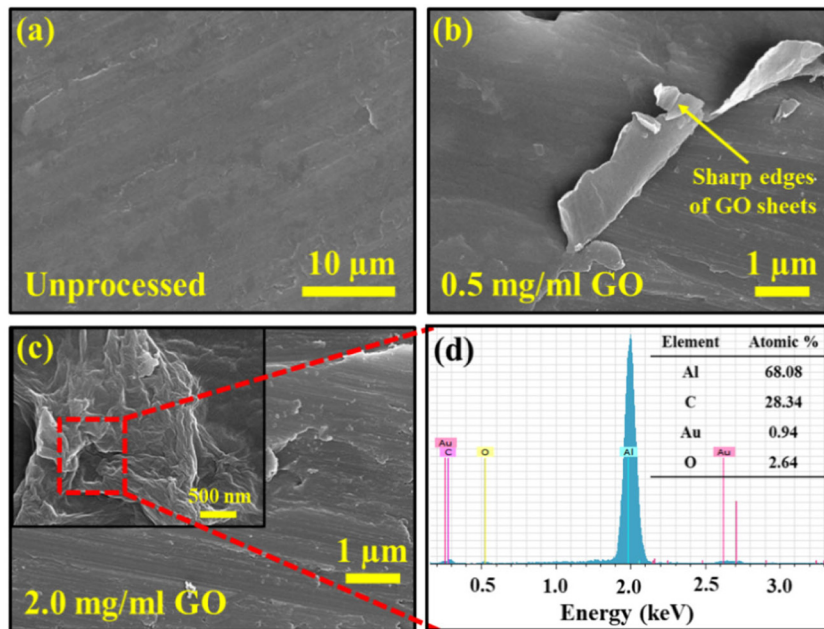 (a)
Unprocessed
10 µm
(b)
Sharp edges
of GO sheets
0.5 mg/ml GO
1 µm
(c)
500 nm
2.0 mg/ml GO
1 µm
(d)
Element Atomic %
Al 68.08
C 28.34
Au 0.94
O 2.64
Au
C
O
Al
Au
0.5 1.0 2.0 2.5 3.0
Energy (keV)